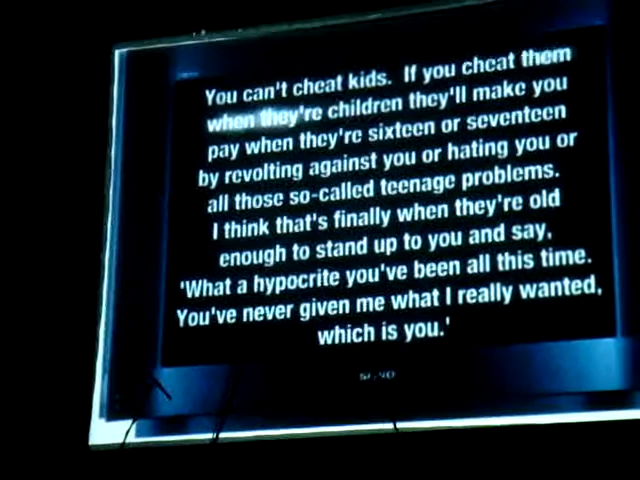 You can't cheat kids. If you cheat them
when they're children they'll make you
pay when they're sixteen or seventeen
by revolting against you or hating you or
all those so-called teenage problems.
I think that's finally when they're old
enough to stand up to you and say,
'What a hypocrite you've been all this time.
You've never given me what I really wanted,
which is you.'